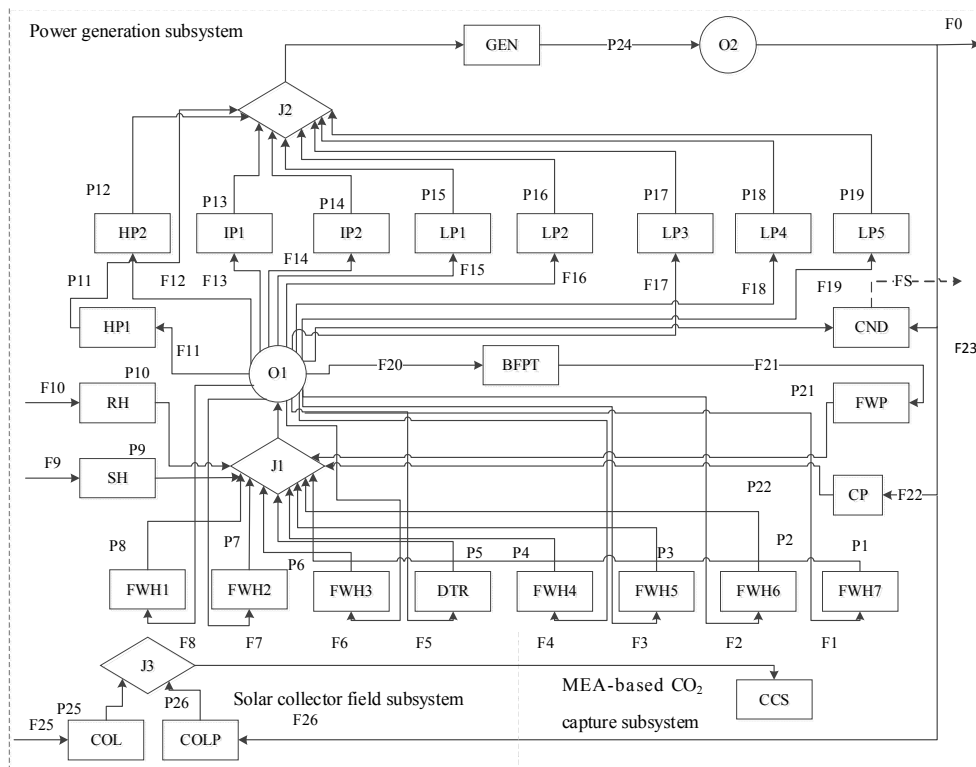 F0
Power generation subsystem
GEN
P24
O2
J2
P12
P13
P14
P15
P16
P17
P18
P19
HP2
IP1
IP2
LP1
LP2
LP3
LP4
LP5
P11
F12
F13
F14
F15
F16
F17
F18
F19
FS
HP1
CND
F11
F23
O1
F20
BFPT
F21
F10
P10
RH
P21
FWP
F9
P9
SH
J1
P22
CP
F22
P8
P7
P6
P5
P4
P3
P2
P1
FWH1
FWH2
FWH3
DTR
FWH4
FWH5
FWH6
FWH7
F8
F7
F6
F5
F4
F3
F2
F1
J3
MEA-based CO₂
capture subsystem
CCS
Solar collector field subsystem
P25
P26
F25
F26
COL
COLP